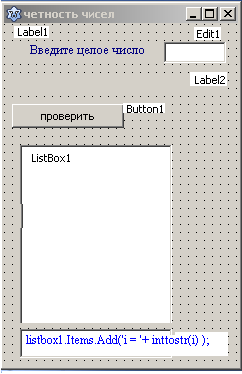 четность чисел
Label1
Edit1
Введите целое число
Label2
Button1
проверить
ListBox1
listbox1.Items.Add('i = '+ inttostr(i) );